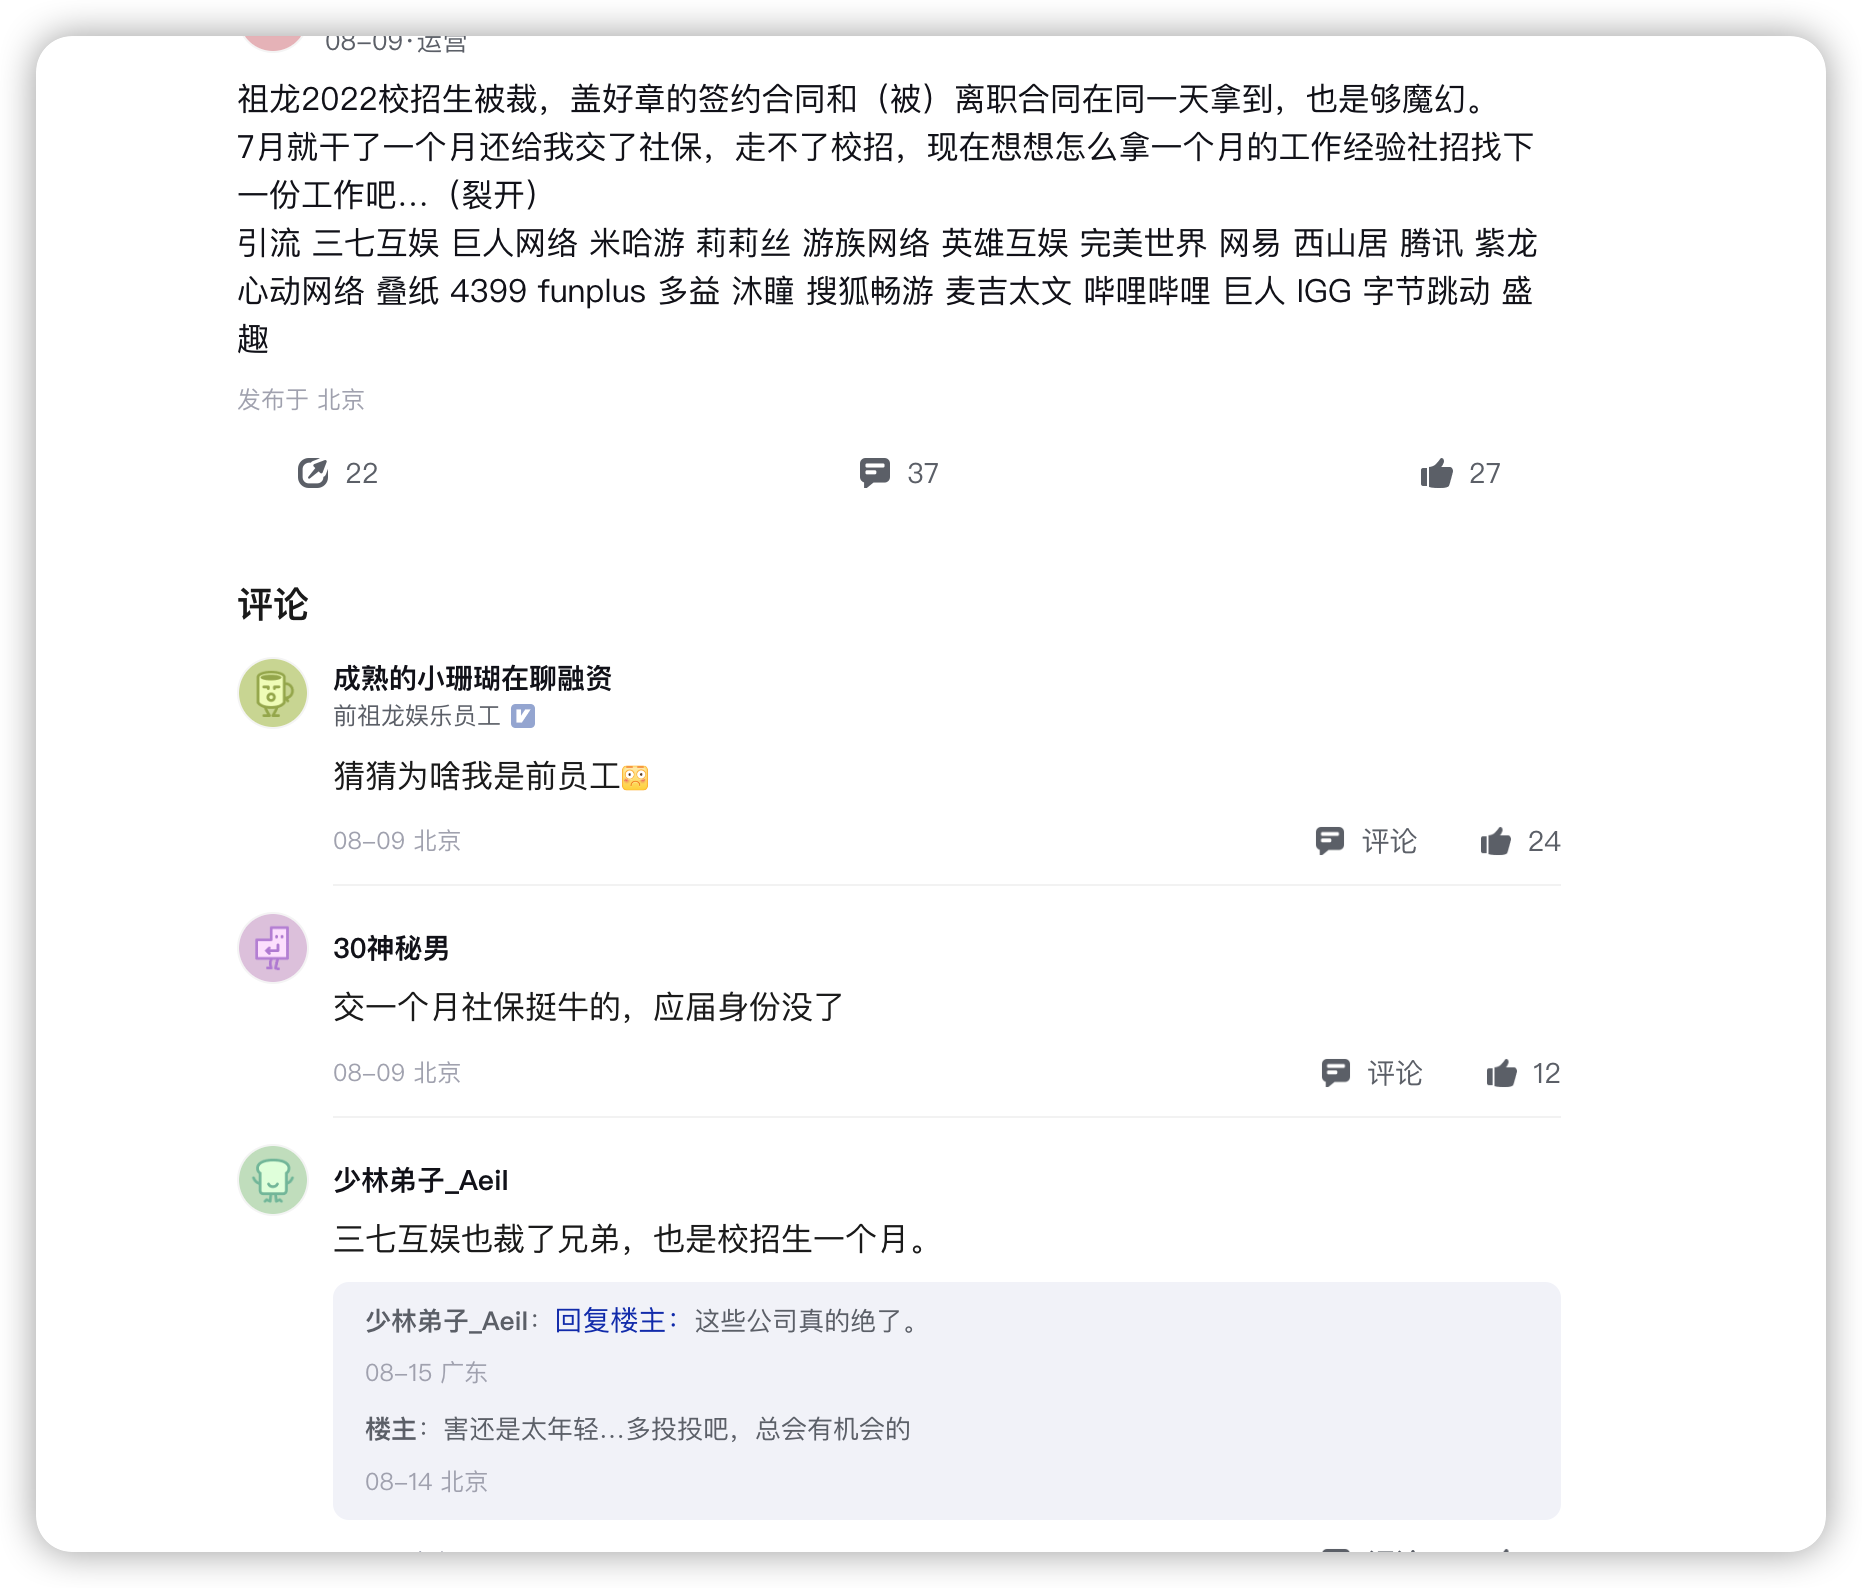 08-09·运营
祖龙2022校招生被裁，盖好章的签约合同和（被）离职合同在同一天拿到，也是够魔幻。
7月就干了一个月还给我交了社保，走不了校招，现在想想怎么拿一个月的工作经验社招找下
一份工作吧...（裂开）
引流 三七互娱 巨人网络 米哈游 莉莉丝 游族网络 英雄互娱 完美世界 网易 西山居 腾讯 紫龙
心动网络 叠纸 4399 funplus 多益 沐瞳 搜狐畅游 麦吉太文 哔哩哔哩 巨人 IGG 字节跳动 盛
趣
发布于 北京
22 37 27
评论
成熟的小珊瑚在聊融资
前祖龙娱乐员工
猜猜为啥我是前员工
08-09 北京 评论 24
30神秘男
交一个月社保挺牛的，应届身份没了
08-09 北京 评论 12
少林弟子_Aeil
三七互娱也裁了兄弟，也是校招生一个月。
少林弟子_Aeil：回复楼主：这些公司真的绝了。
08-15 广东
楼主：害还是太年轻...多投投吧，总会有机会的
08-14 北京